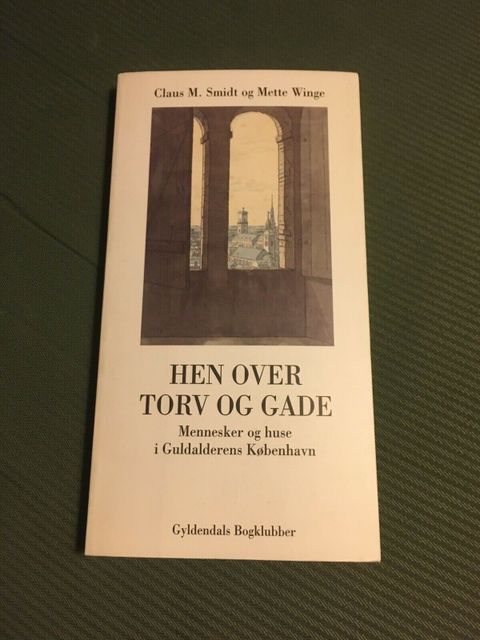 Claus M. Smidt og Mette Winge
HEN OVER
TORV OG GADE
Mennesker og huse
i Guldalderens København
Gyldendals Bogklubber